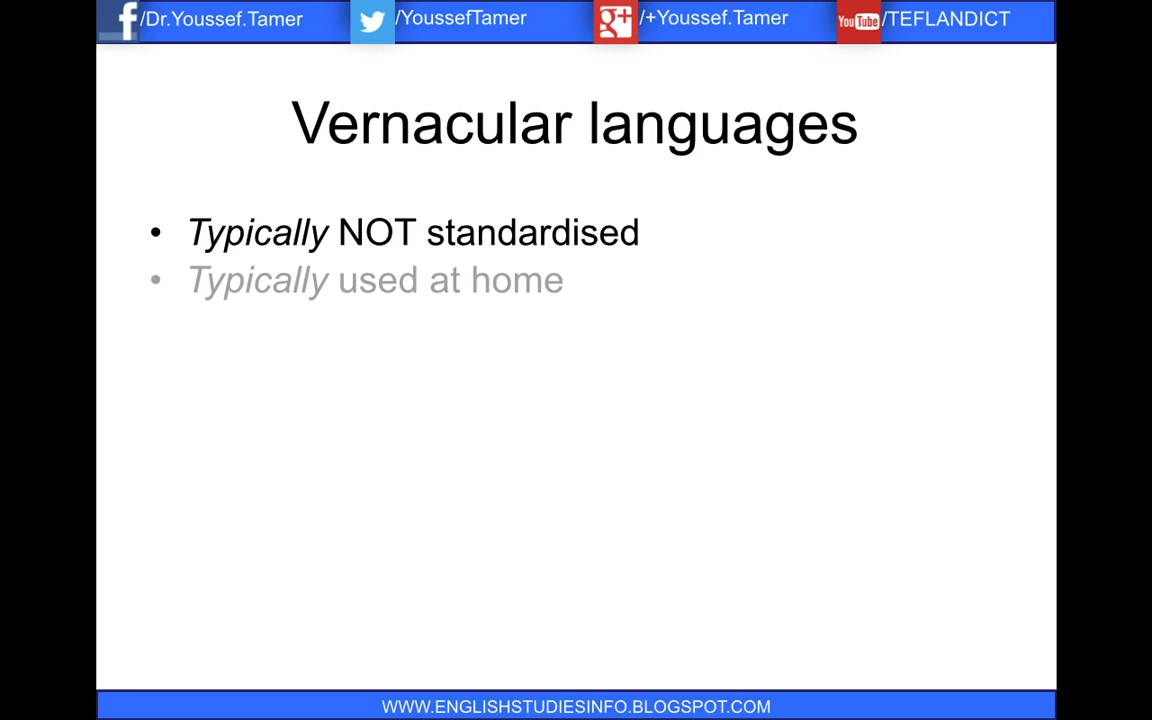 f /Dr.Youssef.Tamer /YoussefTamer g+ /+Youssef.Tamer You Tube /TEFLANDICT
Vernacular languages
• Typically NOT standardised
• Typically used at home
WWW.ENGLISHSTUDIESINFO.BLOGSPOT.COM